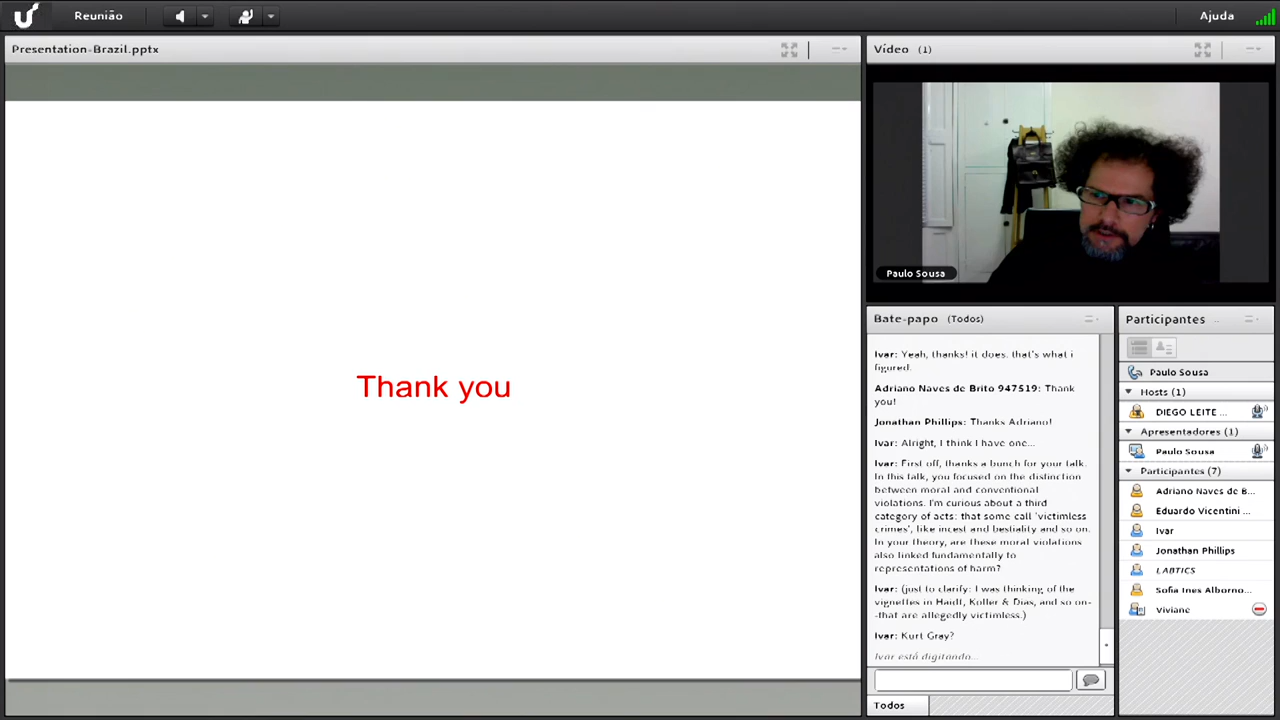 Reunião
Ajuda
Presentation-Brazil.pptx
Thank you
Vídeo (1)
Paulo Sousa
Bate-papo (Todos)
Ivar: Yeah, thanks! it does. that's what i
figured.
Adriano Naves de Brito 947519: Thank
you!
Jonathan Phillips: Thanks Adriano!
Ivar: Alright, I think I have one...
Ivar: First off, thanks a bunch for your talk.
In this talk, you focused on the distinction
between moral and conventional
violations. I'm curious about a third
category of acts: that some call 'victimless
crimes', like incest and bestiality and so on.
In your theory, are these moral violations
also linked fundamentally to
representations of harm?
Ivar: (just to clarify: I was thinking of the
vignettes in Haidt, Koller & Dias, and so on-
-that are allegedly victimless.)
Ivar: Kurt Gray?
Ivar está digitando...
Todos
Participantes ..
Paulo Sousa
Hosts (1)
DIEGO LEITE ...
Apresentadores (1)
Paulo Sousa
Participantes (7)
Adriano Naves de B...
Eduardo Vicentini ...
Ivar
Jonathan Phillips
LABTICS
Sofia Ines Alborno...
Viviane